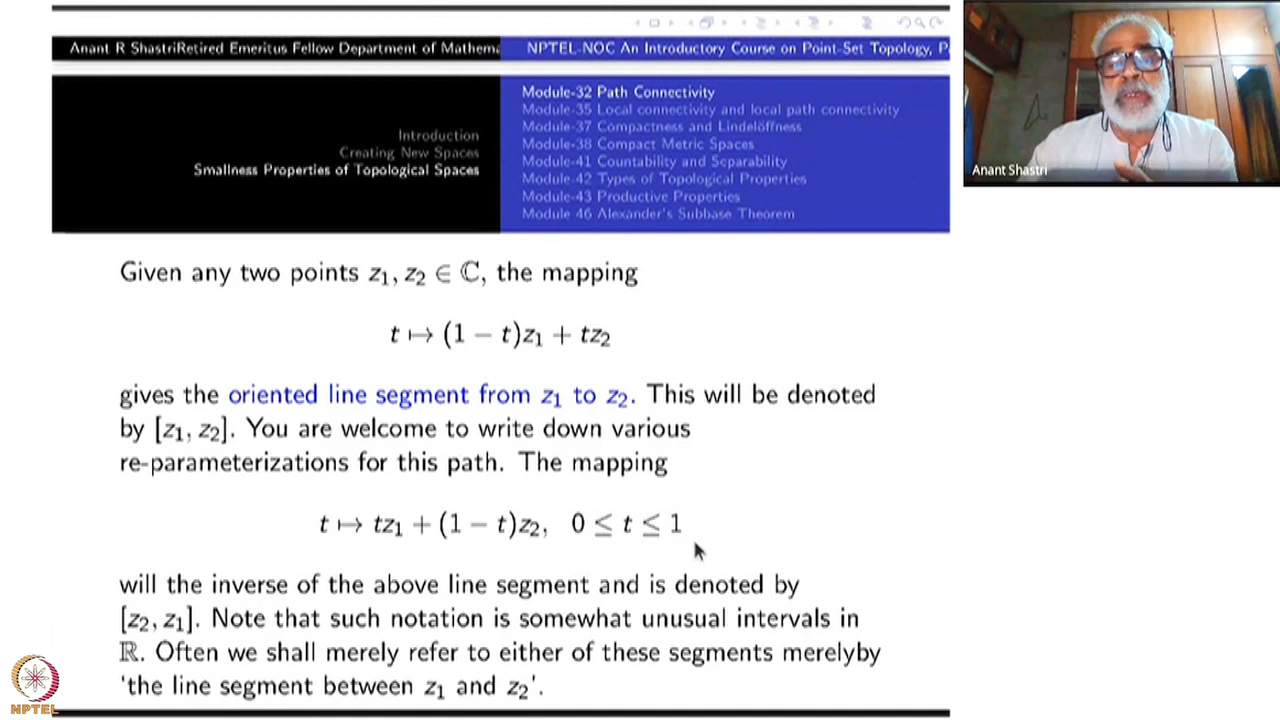 Anant R ShastriRetired Emeritus Fellow Department of Mathema
NPTEL-NOC An Introductory Course on Point-Set Topology, P
Introduction
Creating New Spaces
Smallness Properties of Topological Spaces
Module-32 Path Connectivity
Module-35 Local connectivity and local path connectivity
Module-37 Compactness and Lindelöffness
Module-38 Compact Metric Spaces
Module-41 Countability and Separability
Module-42 Types of Topological Properties
Module-43 Productive Properties
Module 46 Alexander's Subbase Theorem
Anant Shastri
Given any two points z₁, z₂ ∈ ℂ, the mapping
t ↦ (1 − t)z₁ + tz₂
gives the oriented line segment from z₁ to z₂. This will be denoted
by [z₁, z₂]. You are welcome to write down various
re-parameterizations for this path. The mapping
t ↦ tz₁ + (1 − t)z₂, 0 ≤ t ≤ 1
will the inverse of the above line segment and is denoted by
[z₂, z₁]. Note that such notation is somewhat unusual intervals in
ℝ. Often we shall merely refer to either of these segments merelyby
'the line segment between z₁ and z₂'.
NPTEL